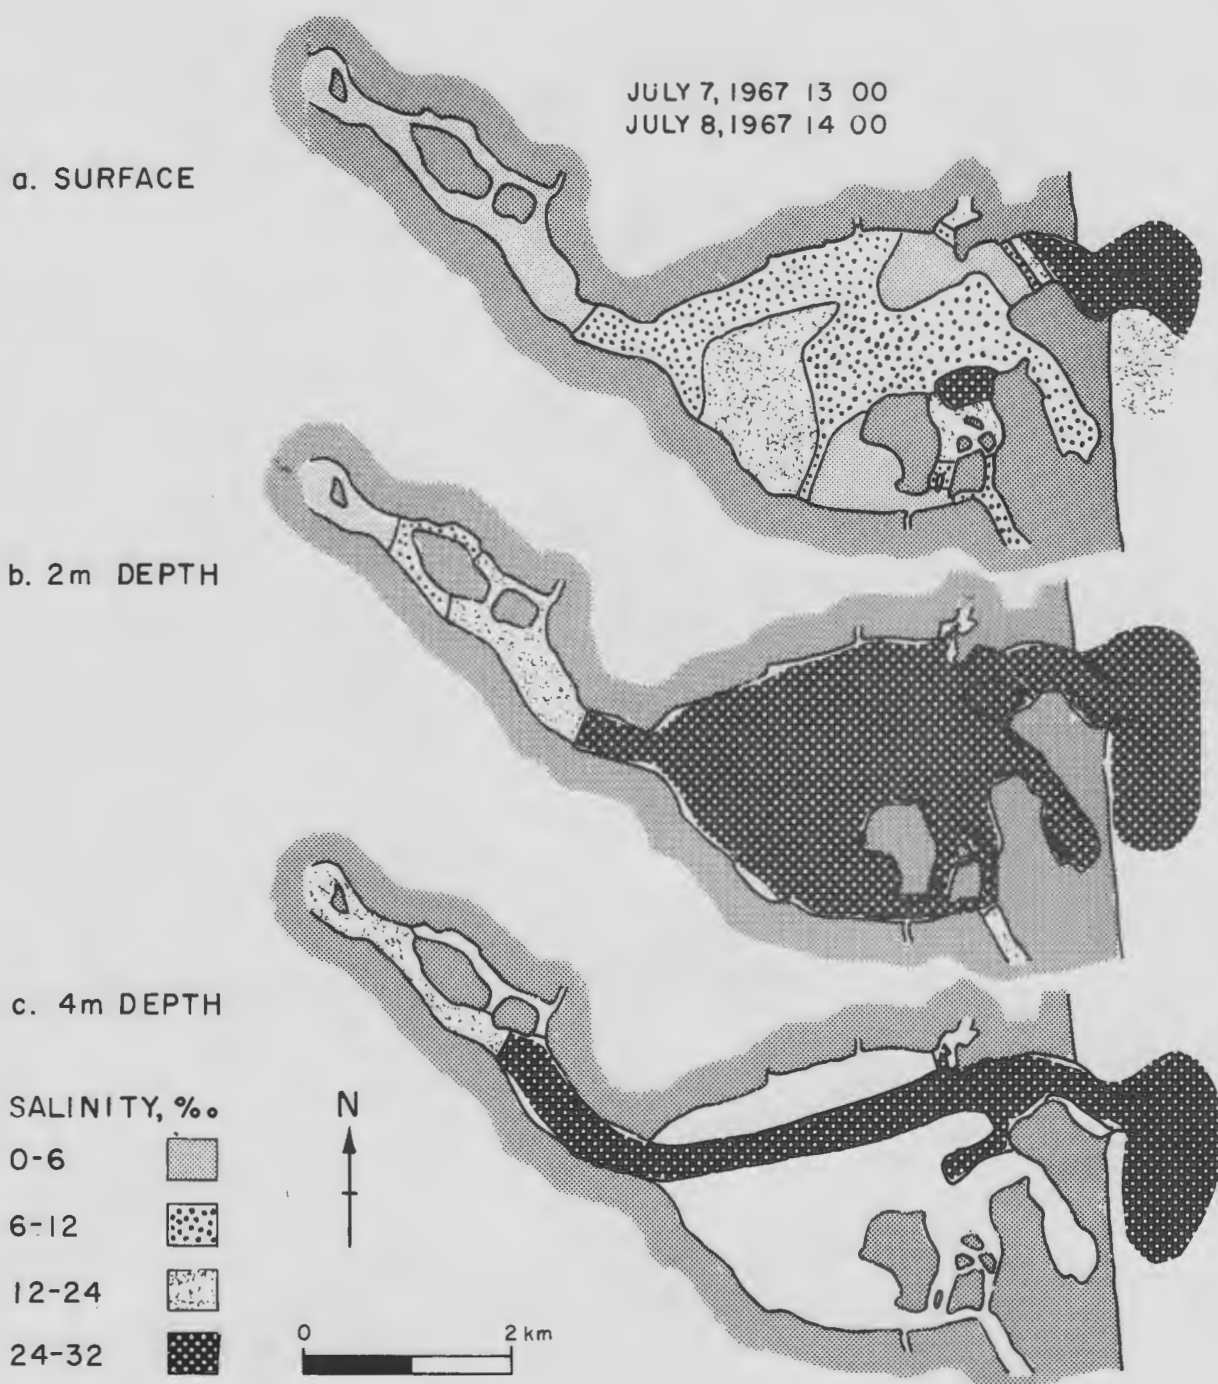 JULY 7, 1967 13 00
JULY 8, 1967 14 00
a. SURFACE
b. 2m DEPTH
c. 4m DEPTH
SALINITY, ‰
0-6
6-12
12-24
24-32
N
0 2 km